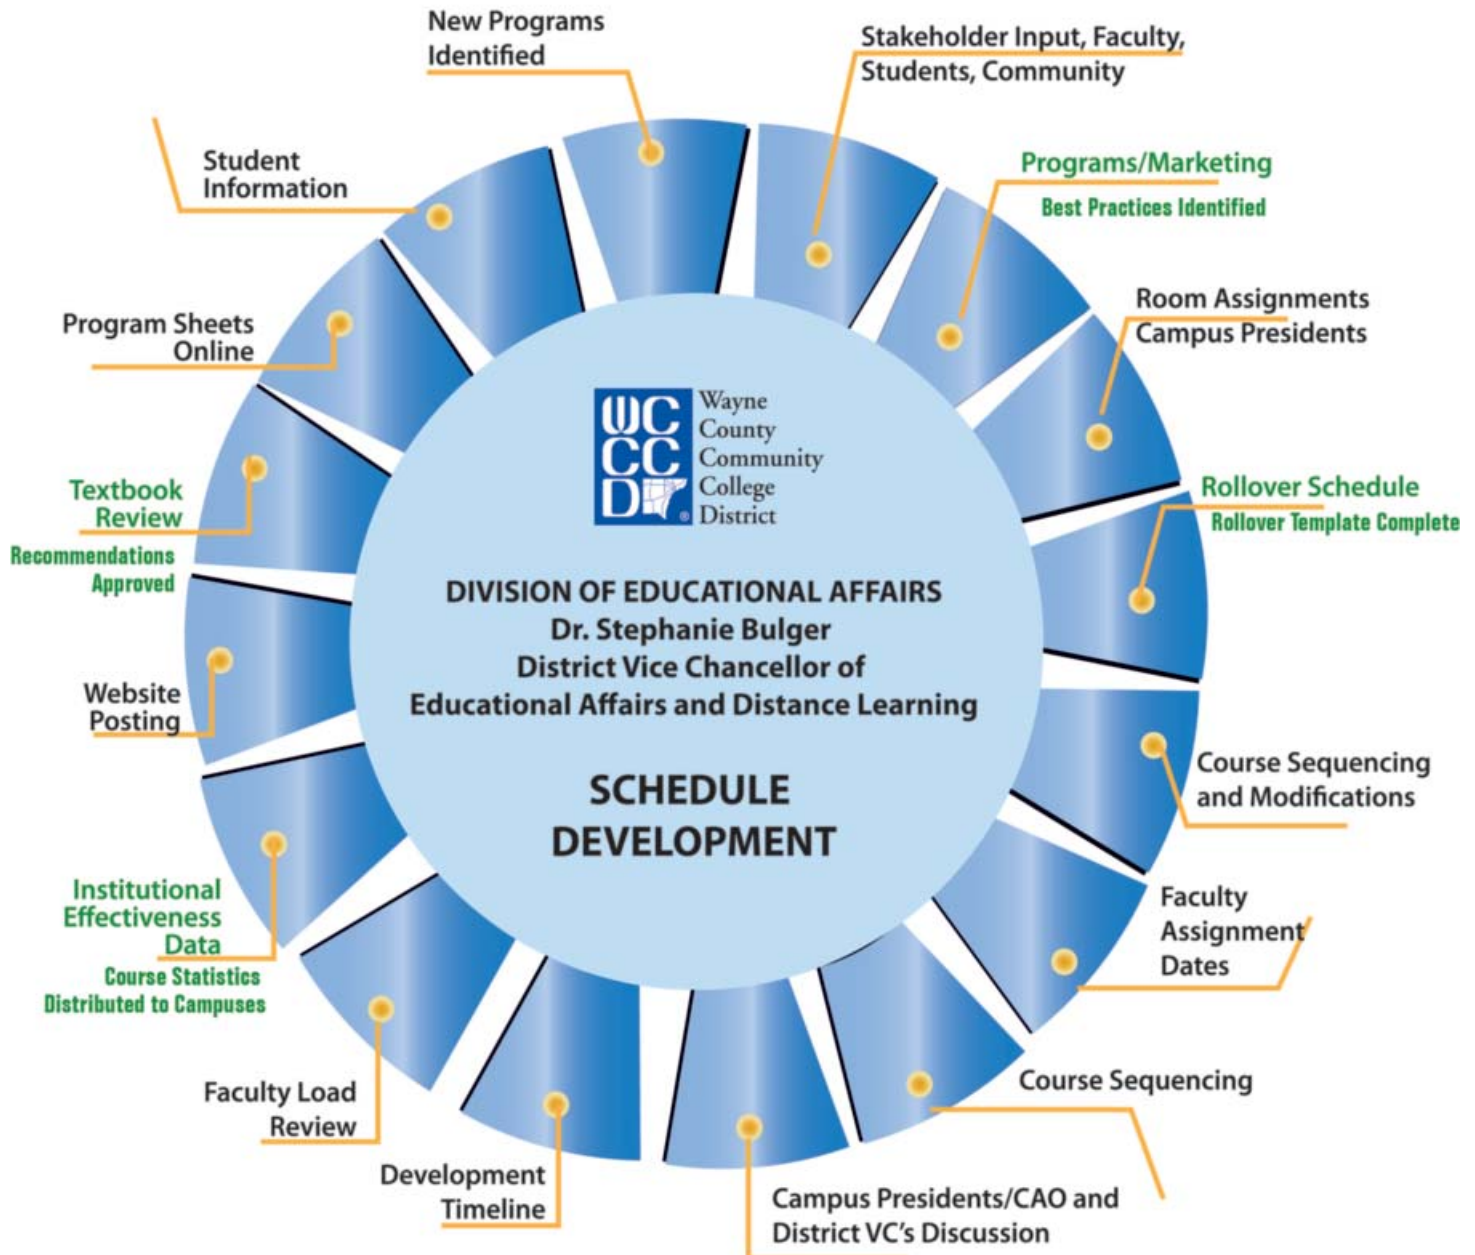 New Programs
Identified
Stakeholder Input, Faculty,
Students, Community
Programs/Marketing
Best Practices Identified
Room Assignments
Campus Presidents
Rollover Schedule
Rollover Template Complete
Course Sequencing
and Modifications
Faculty
Assignment
Dates
Course Sequencing
Campus Presidents/CAO and
District VC's Discussion
Development
Timeline
Faculty Load
Review
Institutional
Effectiveness
Data
Course Statistics
Distributed to Campuses
Website
Posting
Textbook
Review
Recommendations
Approved
Program Sheets
Online
Student
Information
WC
CC
D
®
Wayne
County
Community
College
District
DIVISION OF EDUCATIONAL AFFAIRS
Dr. Stephanie Bulger
District Vice Chancellor of
Educational Affairs and Distance Learning
SCHEDULE
DEVELOPMENT